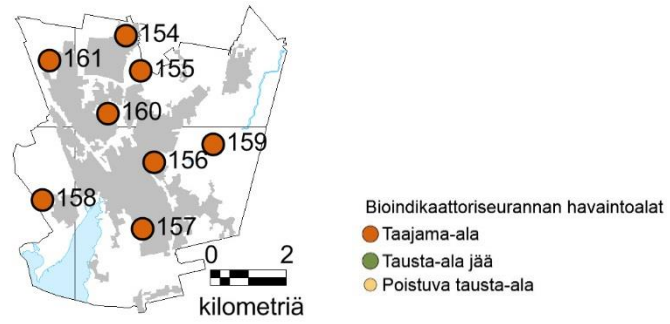 154
161
155
160
159
156
158
157
0 2
kilometriä
Bioindikaattoriseurannan havaintoalat
Taajama-ala
Tausta-ala jää
Poistuva tausta-ala